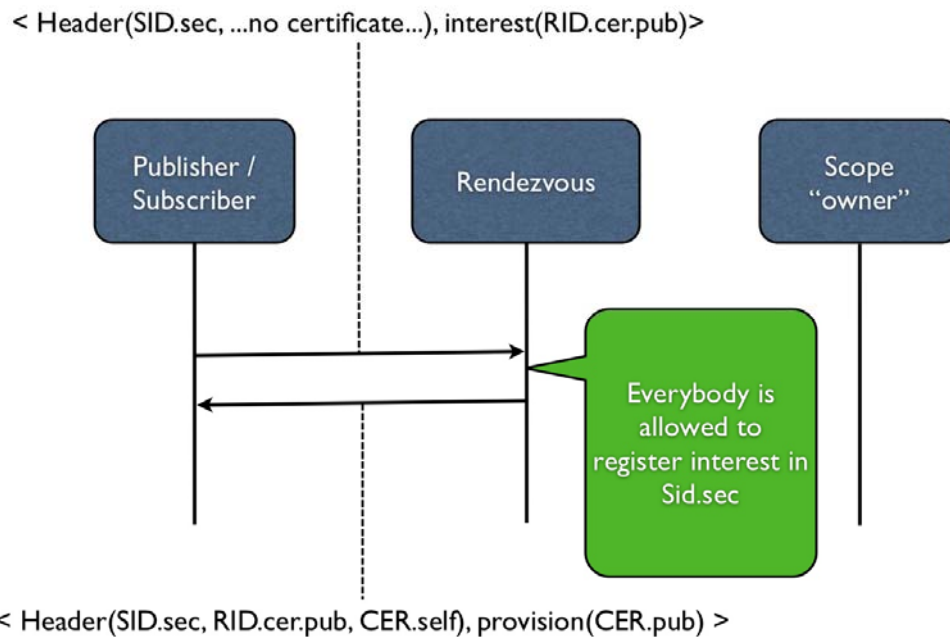 < Header(SID.sec, ...no certificate...), interest(RID.cer.pub)>
Publisher /
Subscriber
Rendezvous
Scope
“owner”
Everybody is
allowed to
register interest in
Sid.sec
< Header(SID.sec, RID.cer.pub, CER.self), provision(CER.pub) >